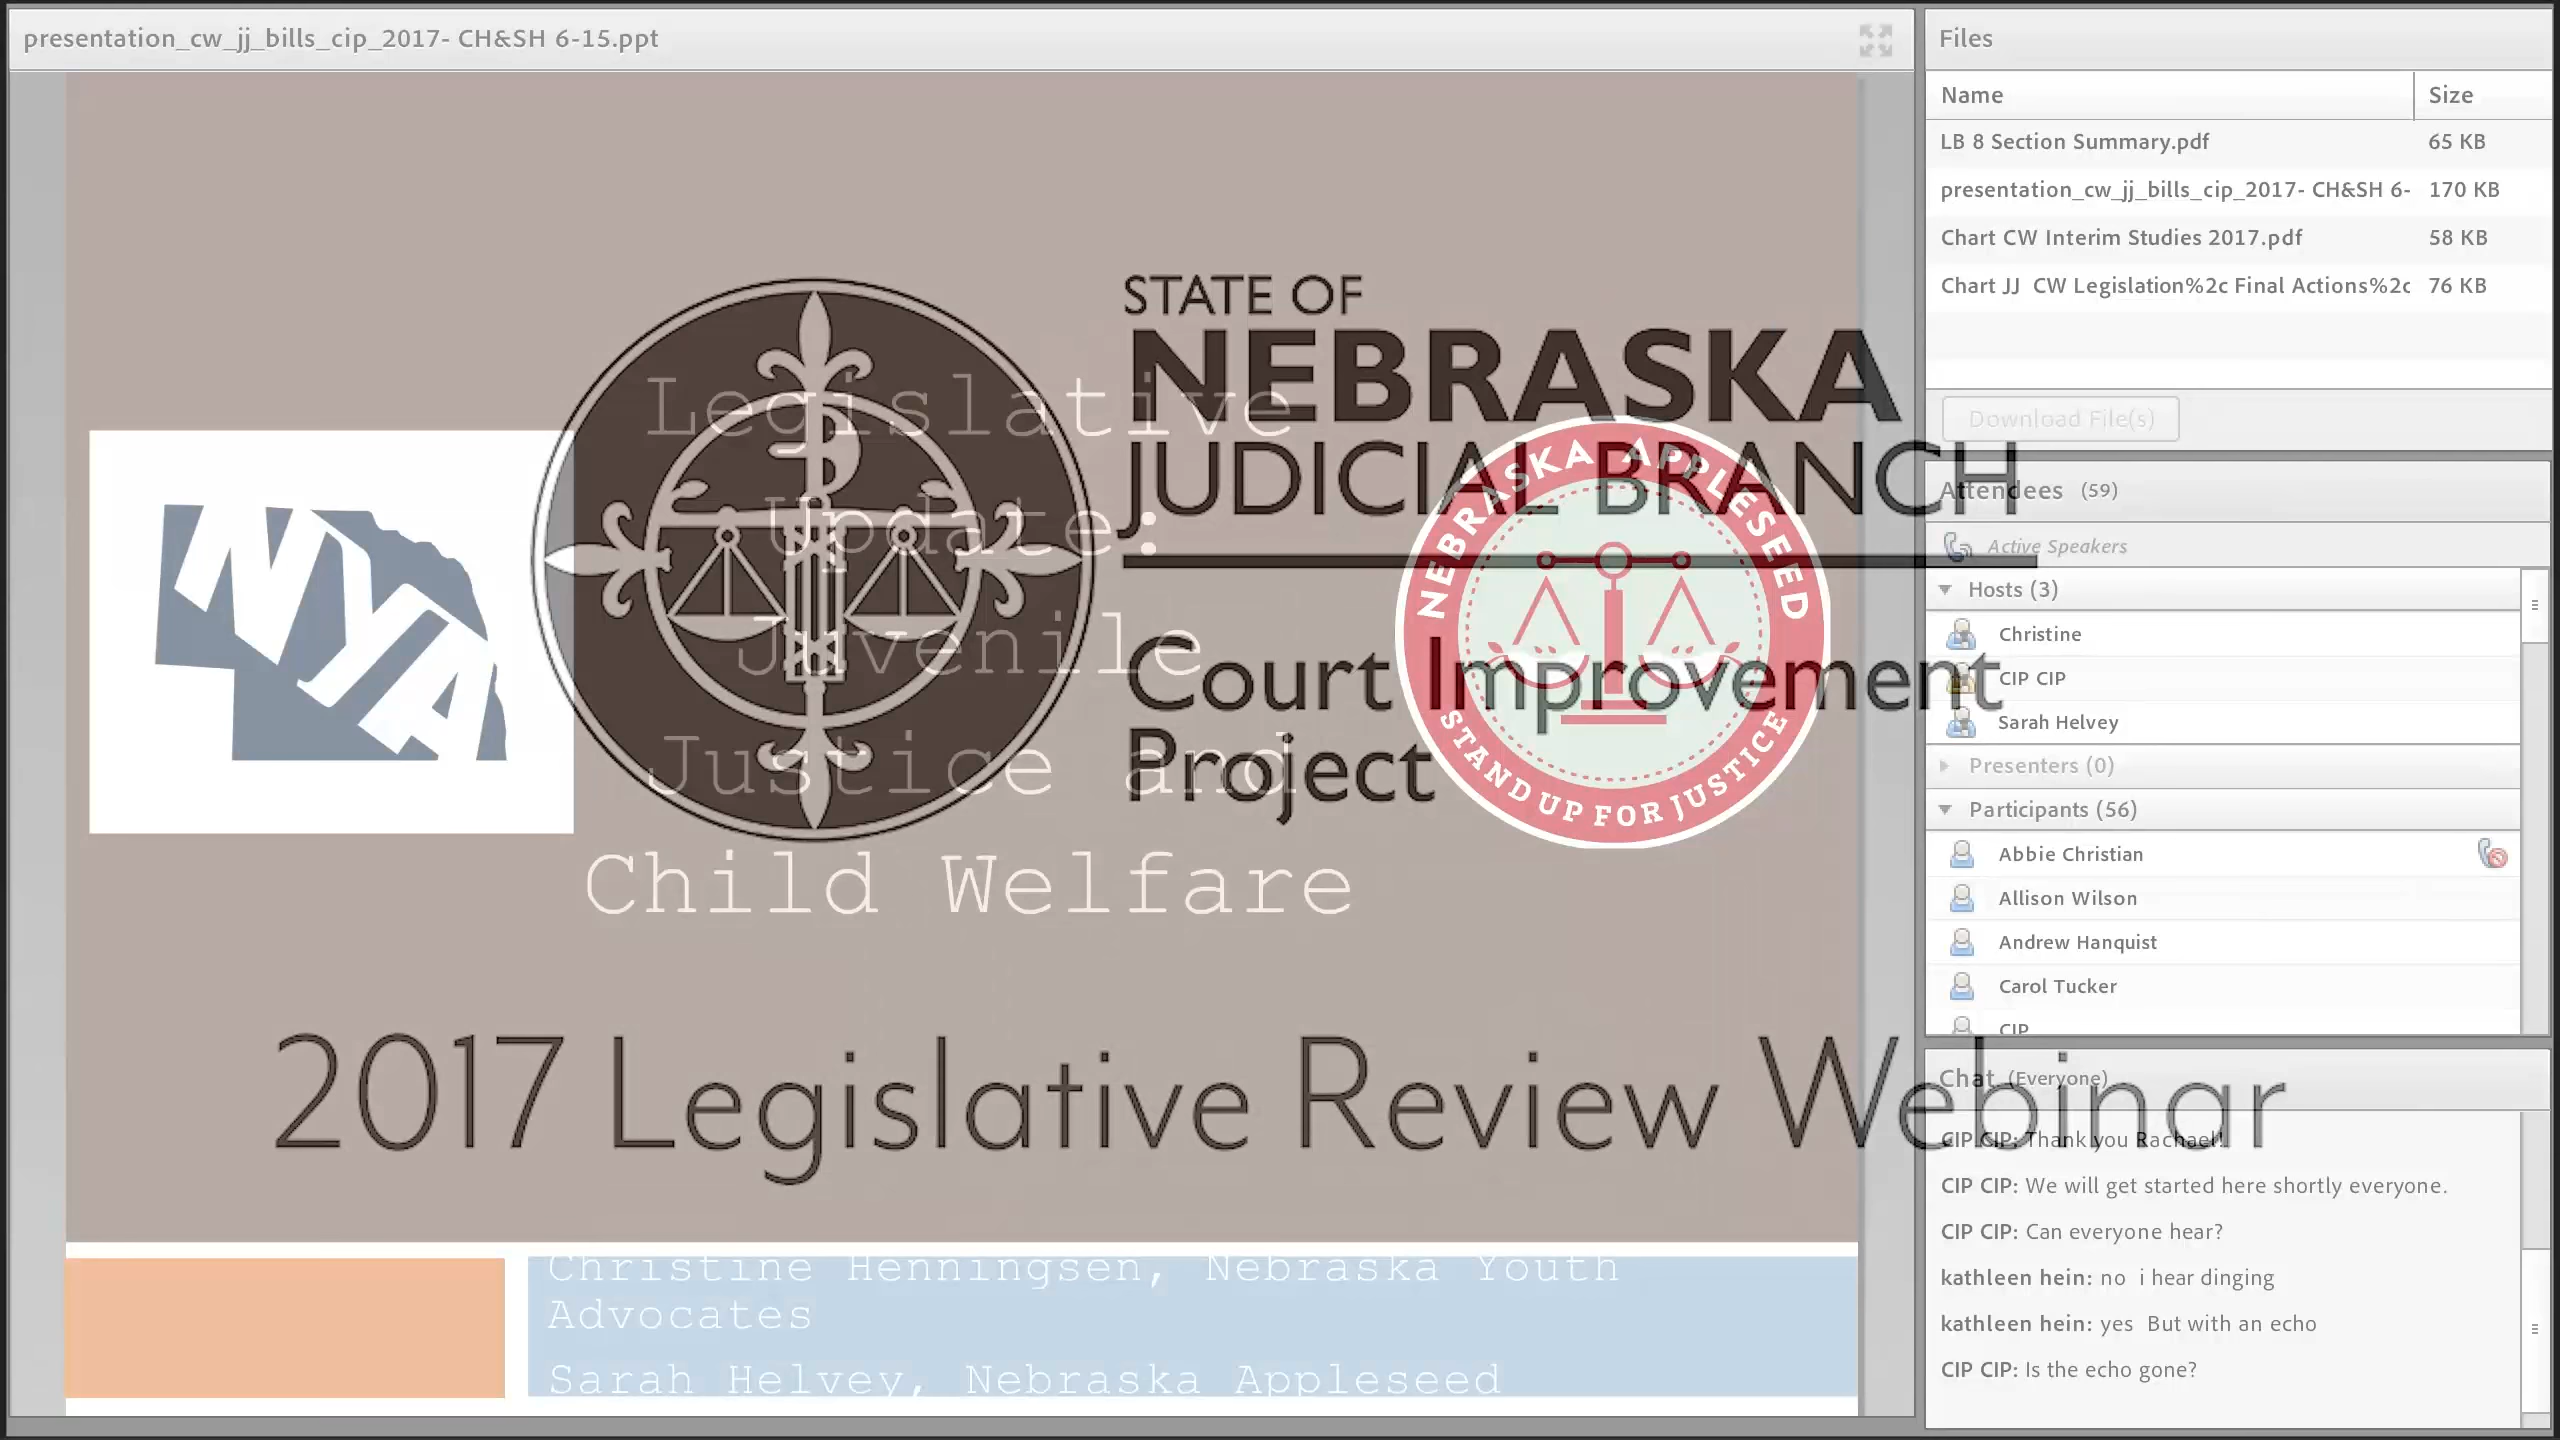 presentation_cw_jj_bills_cip_2017- CH&SH 6-15.ppt
STATE OF
NEBRASKA
JUDICIAL BRANCH
Court Improvement
Project
Legislative
Update:
Juvenile
Justice and
Child Welfare
NYA
NEBRASKA APPLESEED
STAND UP FOR JUSTICE
2017 Legislative Review Webinar
Christine Henningsen, Nebraska Youth
Advocates
Sarah Helvey, Nebraska Appleseed
Files
Name Size
LB 8 Section Summary.pdf 65 KB
presentation_cw_jj_bills_cip_2017- CH&SH 6- 170 KB
Chart CW Interim Studies 2017.pdf 58 KB
Chart JJ  CW Legislation%2c Final Actions%2c 76 KB
Download File(s)
Attendees (59)
Active Speakers
Hosts (3)
Christine
CIP CIP
Sarah Helvey
Presenters (0)
Participants (56)
Abbie Christian
Allison Wilson
Andrew Hanquist
Carol Tucker
CIP
Chat (Everyone)
CIP CIP: Thank you Rachael!
CIP CIP: We will get started here shortly everyone.
CIP CIP: Can everyone hear?
kathleen hein: no  i hear dinging
kathleen hein: yes  But with an echo
CIP CIP: Is the echo gone?